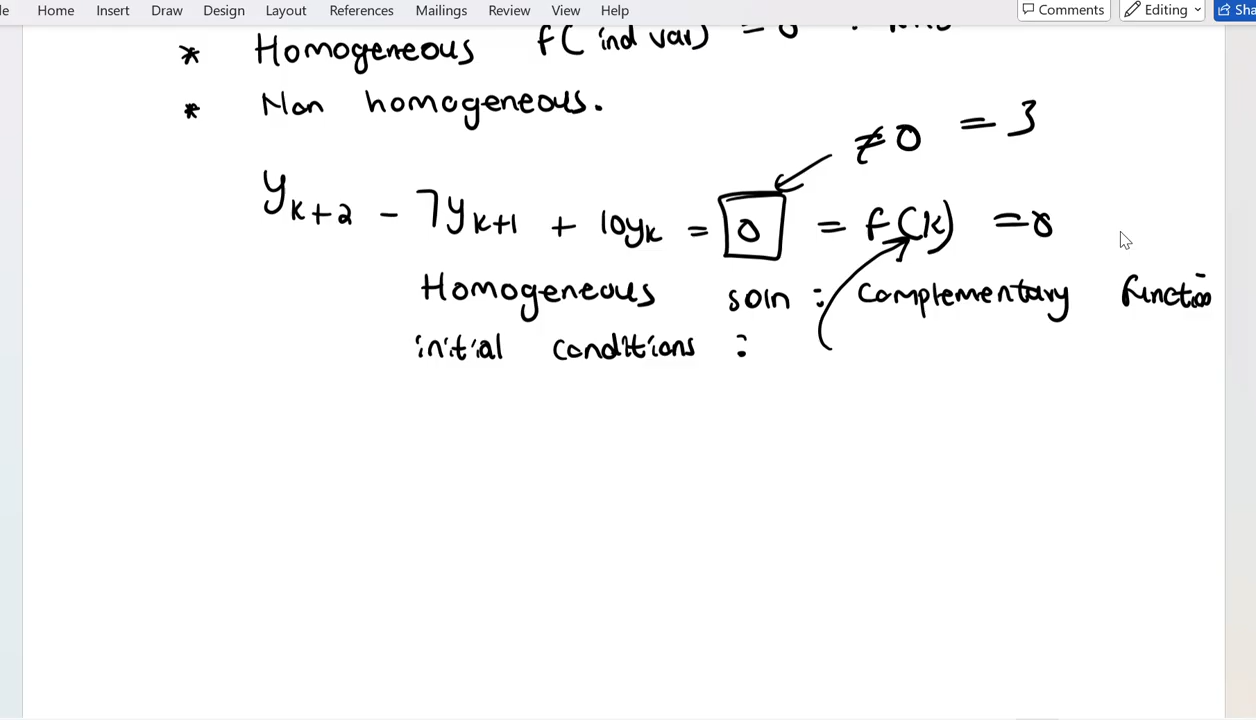 Home Insert Draw Design Layout References Mailings Review View Help Comments Editing
* Homogeneous f( ind var) = 0
* Non homogeneous.
≠0 = 3
yₖ₊₂ - 7yₖ₊₁ + 10yₖ = 0 = f(k) = 0
Homogeneous soln : Complementary function
initial conditions :